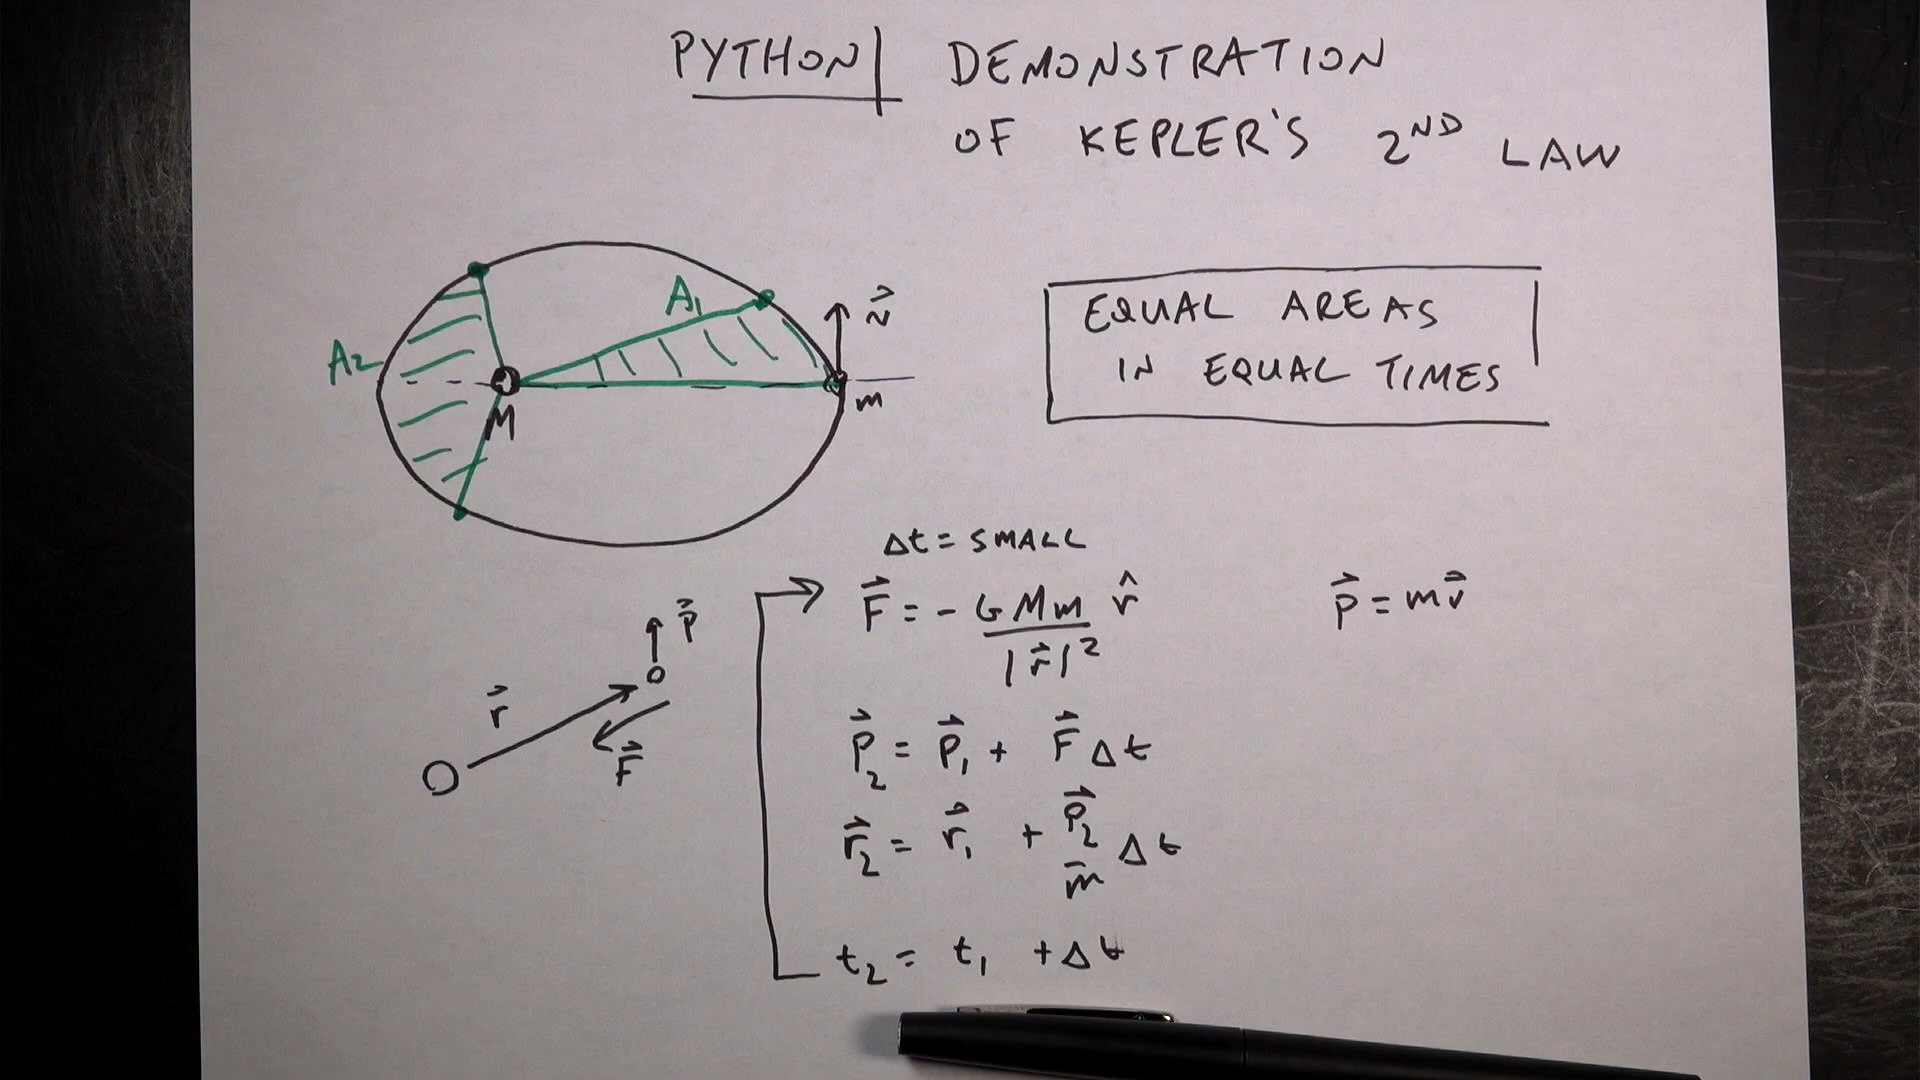 PYTHON DEMONSTRATION
OF KEPLER'S 2ND LAW
A1
v⃗
A2
M
m
EQUAL AREAS
IN EQUAL TIMES
Δt = SMALL
F⃗ = - GMm / |r⃗|² r̂
p⃗ = mv⃗
p⃗
r⃗
F⃗
p⃗₂ = p⃗₁ + F⃗ Δt
r⃗₂ = r⃗₁ + p⃗₂/m Δt
t₂ = t₁ + Δt